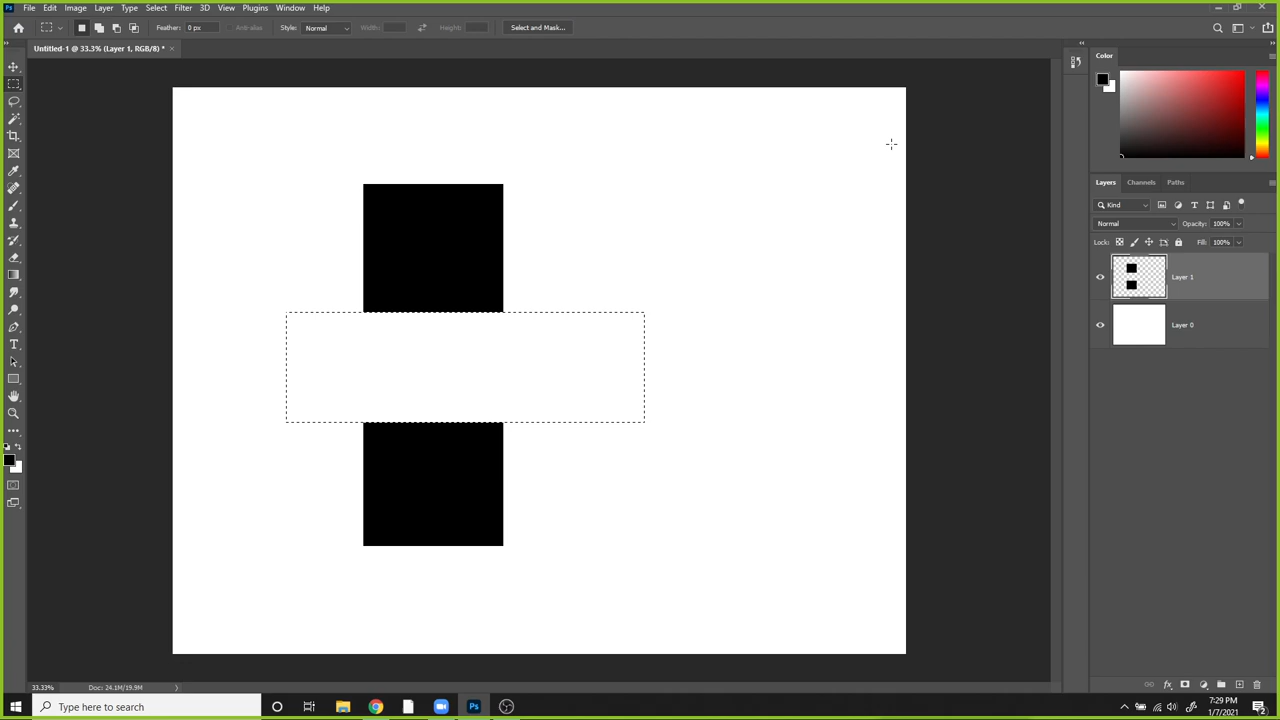 Ps File Edit Image Layer Type Select Filter 3D View Plugins Window Help
Feather: 0 px Anti-alias Style: Normal Width: Height: Select and Mask...
Untitled-1 @ 33.3% (Layer 1, RGB/8) * ×
Color
Layers Channels Paths
Kind
Normal Opacity: 100%
Lock: Fill: 100%
Layer 1
Layer 0
33.33% Doc: 24.1M/19.9M
Type here to search
Ps
7:29 PM
1/7/2021
2